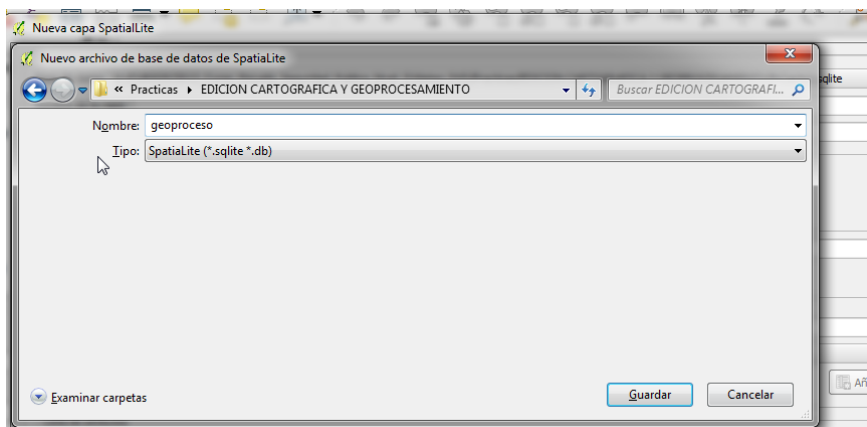 Nueva capa SpatialLite
Nuevo archivo de base de datos de SpatiaLite
« Practicas ▸ EDICION CARTOGRAFICA Y GEOPROCESAMIENTO
Buscar EDICION CARTOGRAFI...
sqlite
Nombre: geoproceso
Tipo: SpatiaLite (*.sqlite *.db)
Examinar carpetas
Guardar
Cancelar
Añ